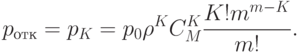 p_{отк} = p_K = p_0 ρ^K C_M^K \frac{K! m^{m-K}}{m!}.